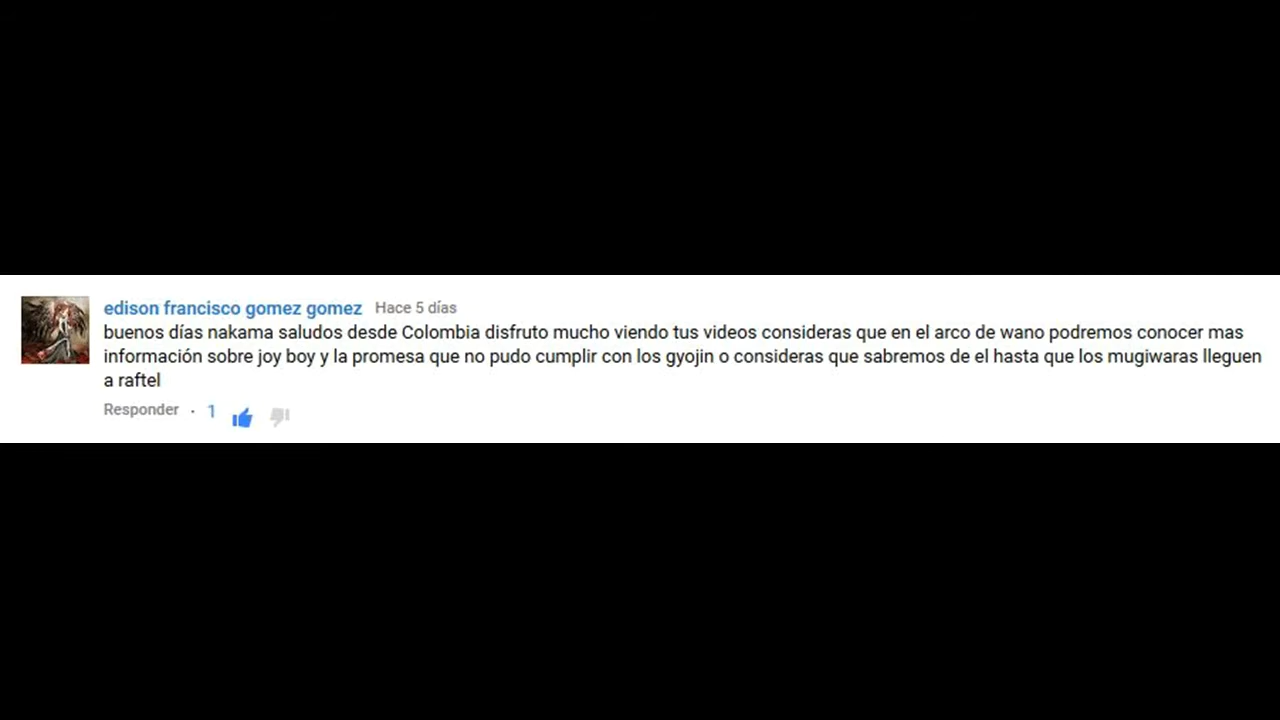 edison francisco gomez gomez Hace 5 días
buenos días nakama saludos desde Colombia disfruto mucho viendo tus videos consideras que en el arco de wano podremos conocer mas
información sobre joy boy y la promesa que no pudo cumplir con los gyojin o consideras que sabremos de el hasta que los mugiwaras lleguen
a raftel
Responder · 1